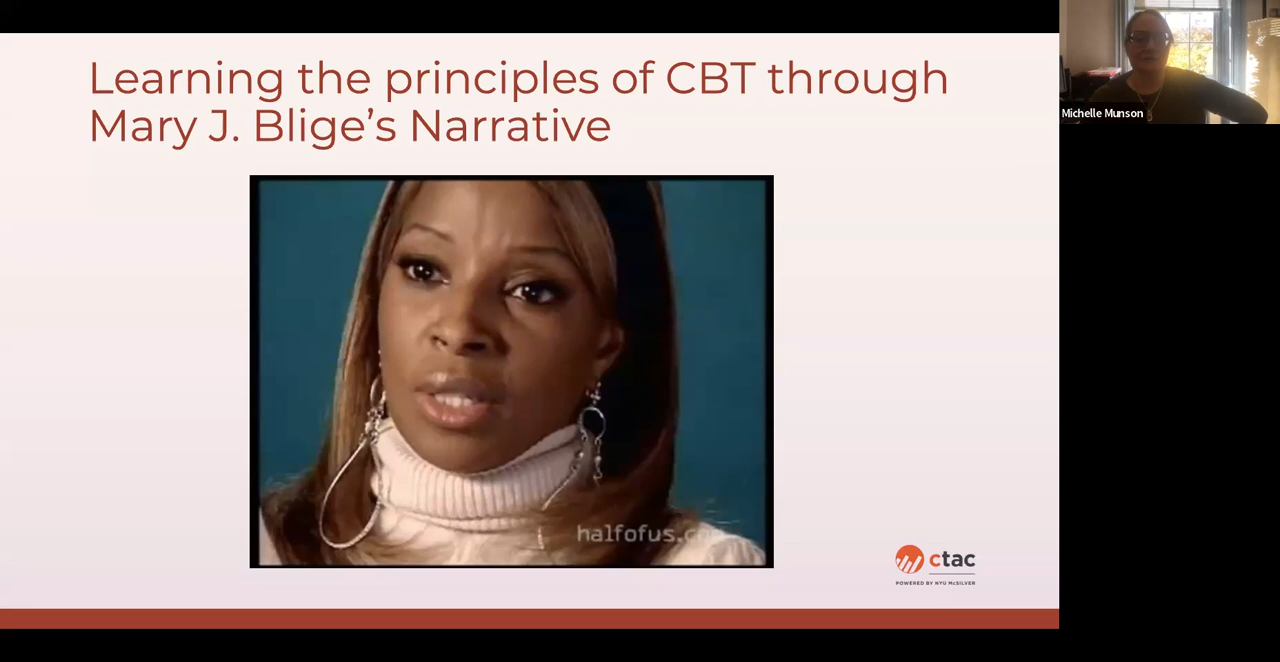 Learning the principles of CBT through
Mary J. Blige’s Narrative
Michelle Munson
halfofus.com
ctac
POWERED BY NYU McSILVER